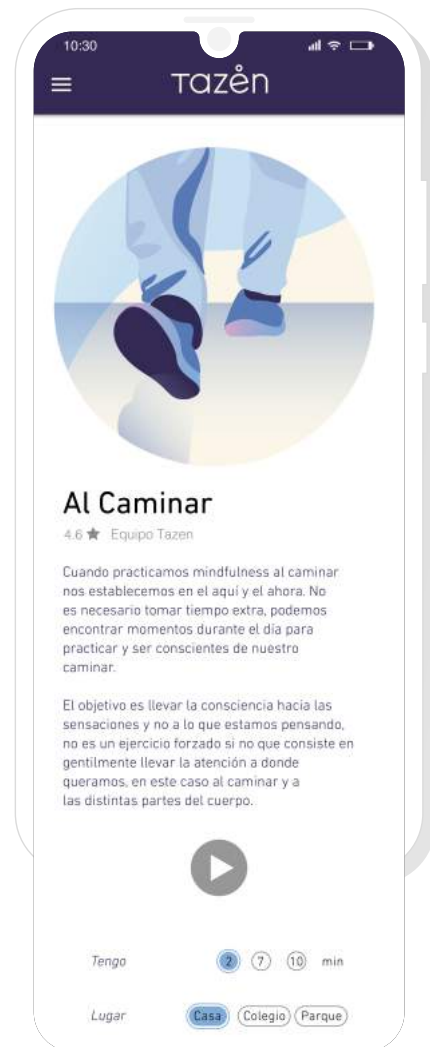 10:30
Tazen
Al Caminar
4.6 ★ Equipo Tazen
Cuando practicamos mindfulness al caminar
nos establecemos en el aquí y el ahora. No
es necesario tomar tiempo extra, podemos
encontrar momentos durante el día para
practicar y ser conscientes de nuestro
caminar.
El objetivo es llevar la consciencia hacia las
sensaciones y no a lo que estamos pensando,
no es un ejercicio forzado si no que consiste en
gentilmente llevar la atención a donde
queramos, en este caso al caminar y a
las distintas partes del cuerpo.
Tengo 2 7 10 min
Lugar Casa Colegio Parque